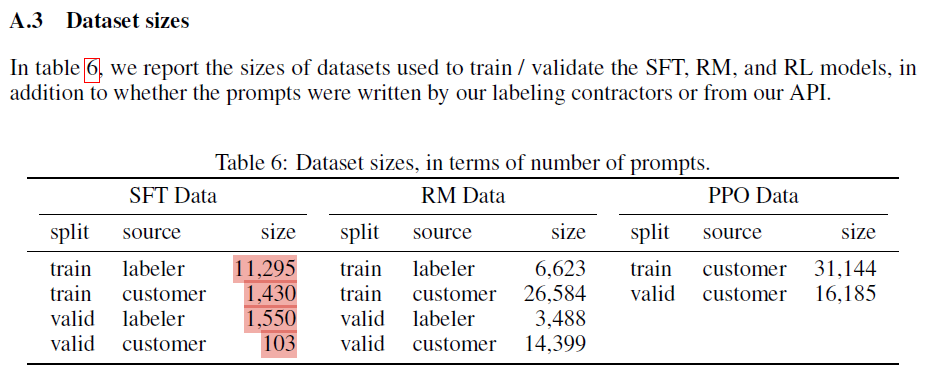 A.3 Dataset sizes
In table 6, we report the sizes of datasets used to train / validate the SFT, RM, and RL models, in
addition to whether the prompts were written by our labeling contractors or from our API.
Table 6: Dataset sizes, in terms of number of prompts.
SFT Data RM Data PPO Data
split source size split source size split source size
train labeler 11,295 train labeler 6,623 train customer 31,144
train customer 1,430 train customer 26,584 valid customer 16,185
valid labeler 1,550 valid labeler 3,488
valid customer 103 valid customer 14,399